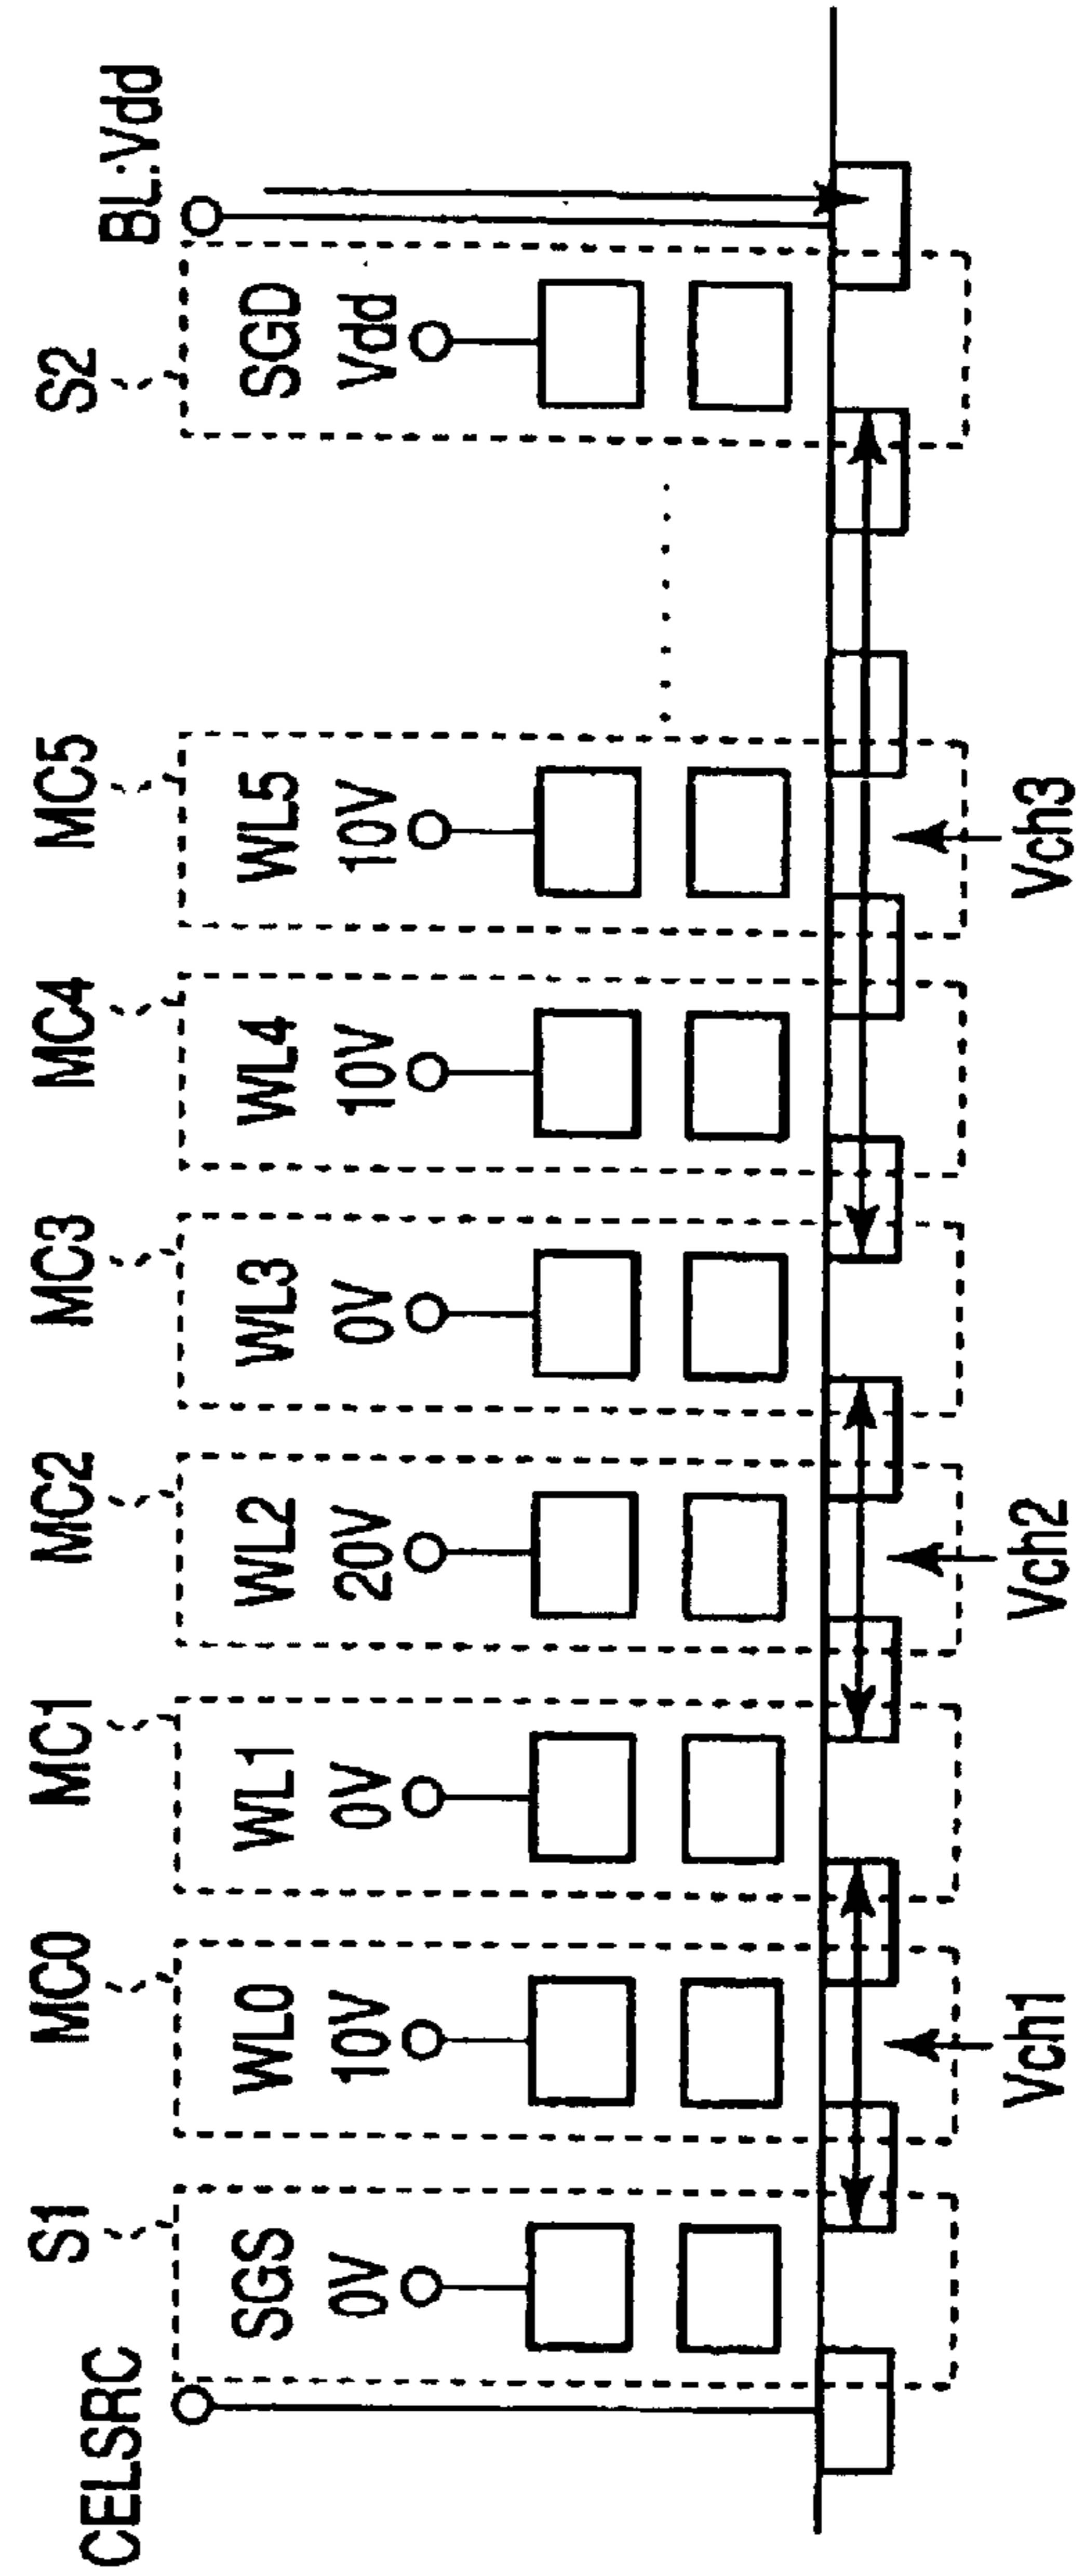 S1 MC0 MC1 MC2 MC3 MC4 MC5 S2
CELSRC BL:Vdd
SGS WL0 WL1 WL2 WL3 WL4 WL5 SGD
0V 10V 0V 20V 0V 10V 10V Vdd
Vch1 Vch2 Vch3